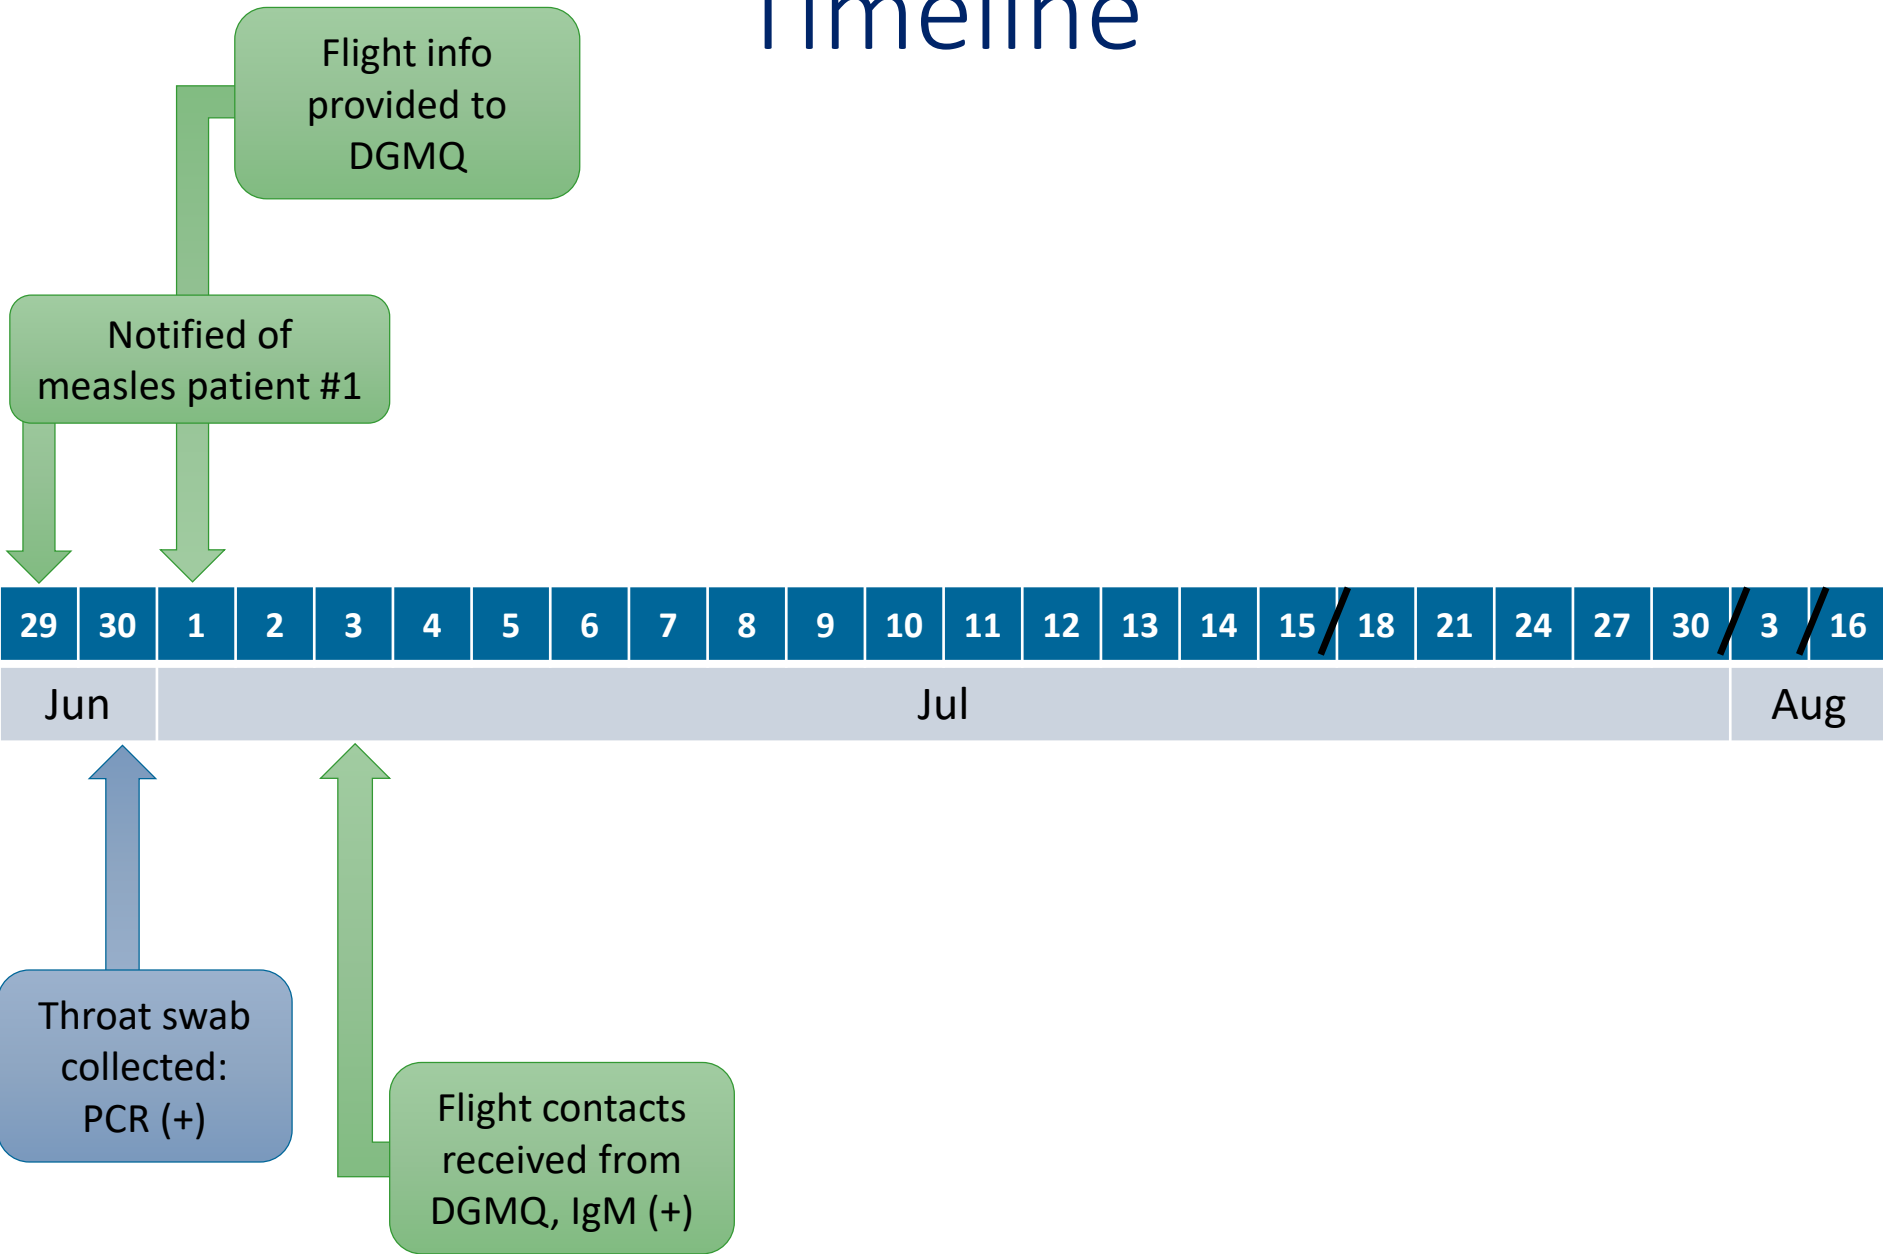 Timeline
Flight info
provided to
DGMQ
Notified of
measles patient #1
29 30 1 2 3 4 5 6 7 8 9 10 11 12 13 14 15 18 21 24 27 30 3 16
Jun Jul Aug
Throat swab
collected:
PCR (+)
Flight contacts
received from
DGMQ, IgM (+)